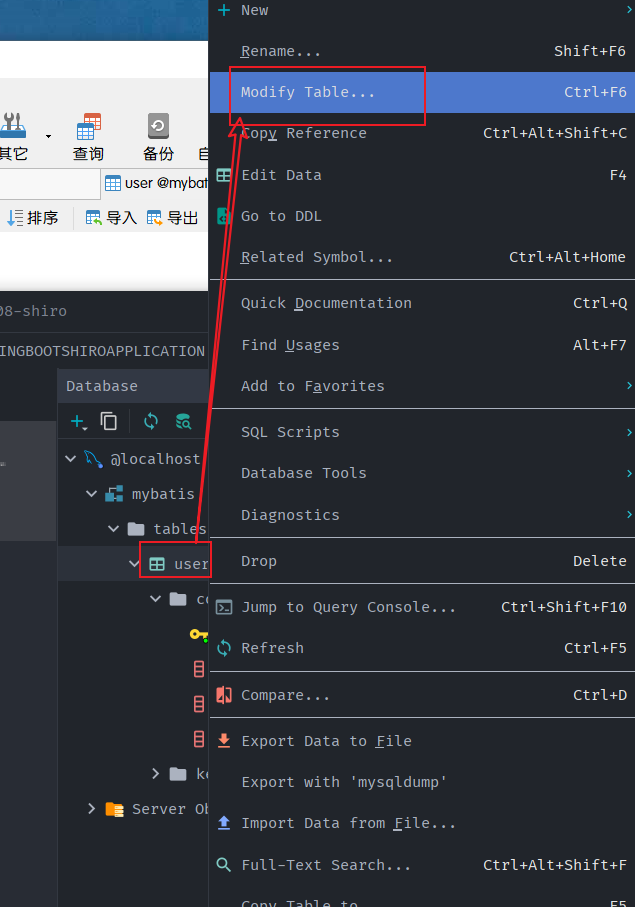 New
Rename... Shift+F6
Modify Table... Ctrl+F6
Copy Reference Ctrl+Alt+Shift+C
Edit Data F4
Go to DDL
Related Symbol... Ctrl+Alt+Home
Quick Documentation Ctrl+Q
Find Usages Alt+F7
Add to Favorites
SQL Scripts
Database Tools
Diagnostics
Drop Delete
Jump to Query Console... Ctrl+Shift+F10
Refresh Ctrl+F5
Compare... Ctrl+D
Export Data to File
Export with 'mysqldump'
Import Data from File...
Full-Text Search... Ctrl+Alt+Shift+F
Copy Table to F5
其它 查询 备份
user @mybat
排序 导入 导出
08-shiro
INGBOOTSHIROAPPLICATION
Database
@localhost
mybatis
tables
user
co
ke
Server Ob